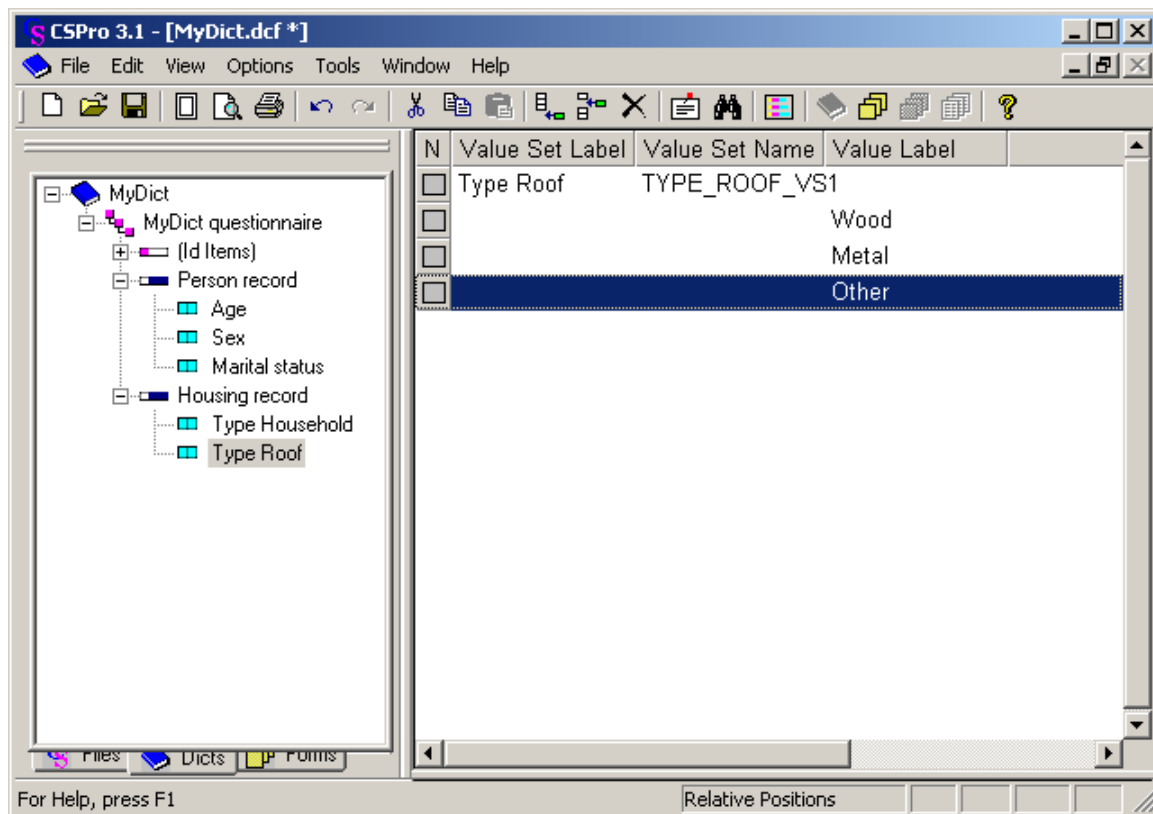 CSPro 3.1 - [MyDict.dcf *]
File Edit View Options Tools Window Help
N Value Set Label Value Set Name Value Label
Type Roof TYPE_ROOF_VS1
Wood
Metal
Other
MyDict
MyDict questionnaire
(Id Items)
Person record
Age
Sex
Marital status
Housing record
Type Household
Type Roof
Files Dicts Forms
For Help, press F1 Relative Positions